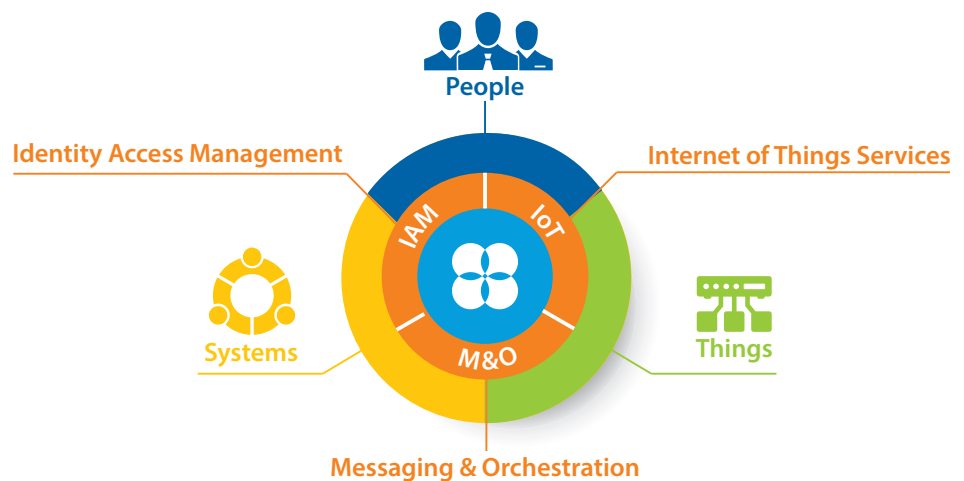 People
Identity Access Management
Internet of Things Services
IAM
IoT
Systems
M&O
Things
Messaging & Orchestration